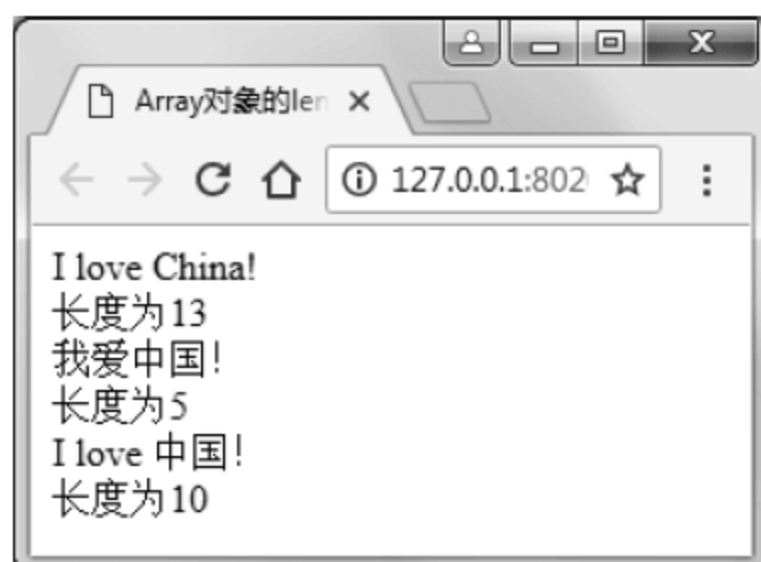 Array对象的len
127.0.0.1:802
I love China!
长度为13
我爱中国!
长度为5
I love 中国!
长度为10